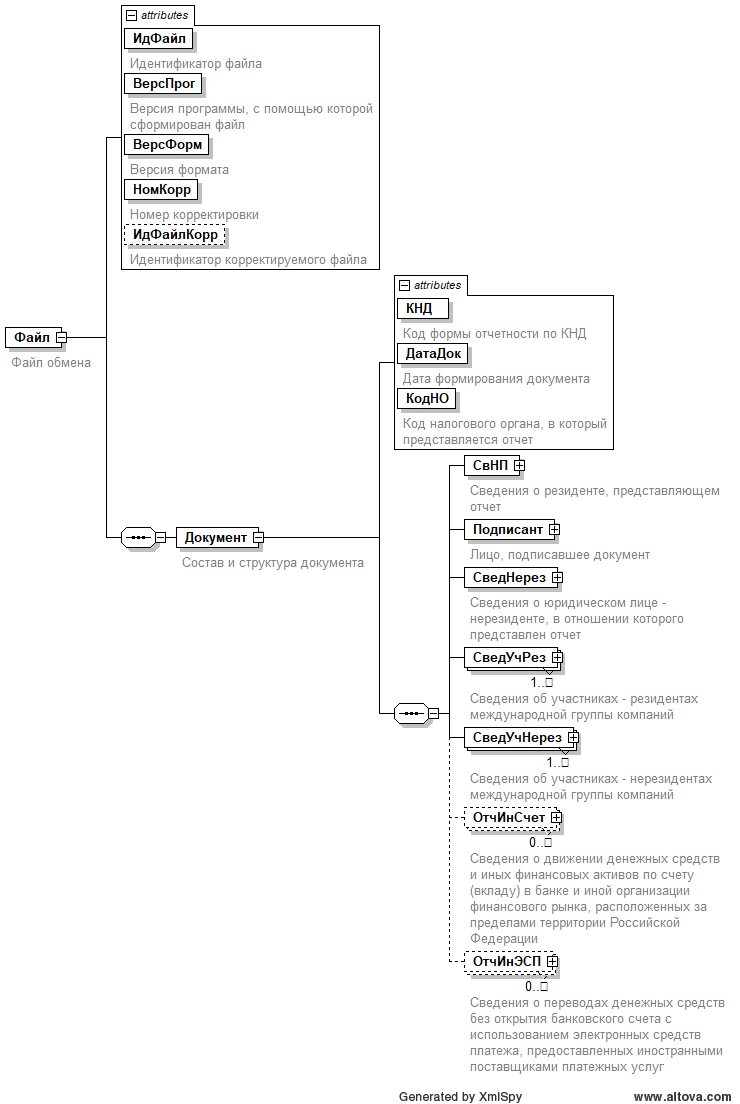 attributes
ИдФайл
Идентификатор файла
ВерсПрог
Версия программы, с помощью которой
сформирован файл
ВерсФорм
Версия формата
НомКорр
Номер корректировки
ИдФайлКорр
Идентификатор корректируемого файла
Файл
Файл обмена
attributes
КНД
Код формы отчетности по КНД
ДатаДок
Дата формирования документа
КодНО
Код налогового органа, в который
представляется отчет
Документ
Состав и структура документа
СвНП
Сведения о резиденте, представляющем
отчет
Подписант
Лицо, подписавшее документ
СведНерез
Сведения о юридическом лице -
нерезиденте, в отношении которого
представлен отчет
СведУчРез
1..
Сведения об участниках - резидентах
международной группы компаний
СведУчНерез
1..
Сведения об участниках - нерезидентах
международной группы компаний
ОтчИнСчет
0..
Сведения о движении денежных средств
и иных финансовых активов по счету
(вкладу) в банке и иной организации
финансового рынка, расположенных за
пределами территории Российской
Федерации
ОтчИнЭСП
0..
Сведения о переводах денежных средств
без открытия банковского счета с
использованием электронных средств
платежа, предоставленных иностранными
поставщиками платежных услуг
Generated by XmlSpy
www.altova.com